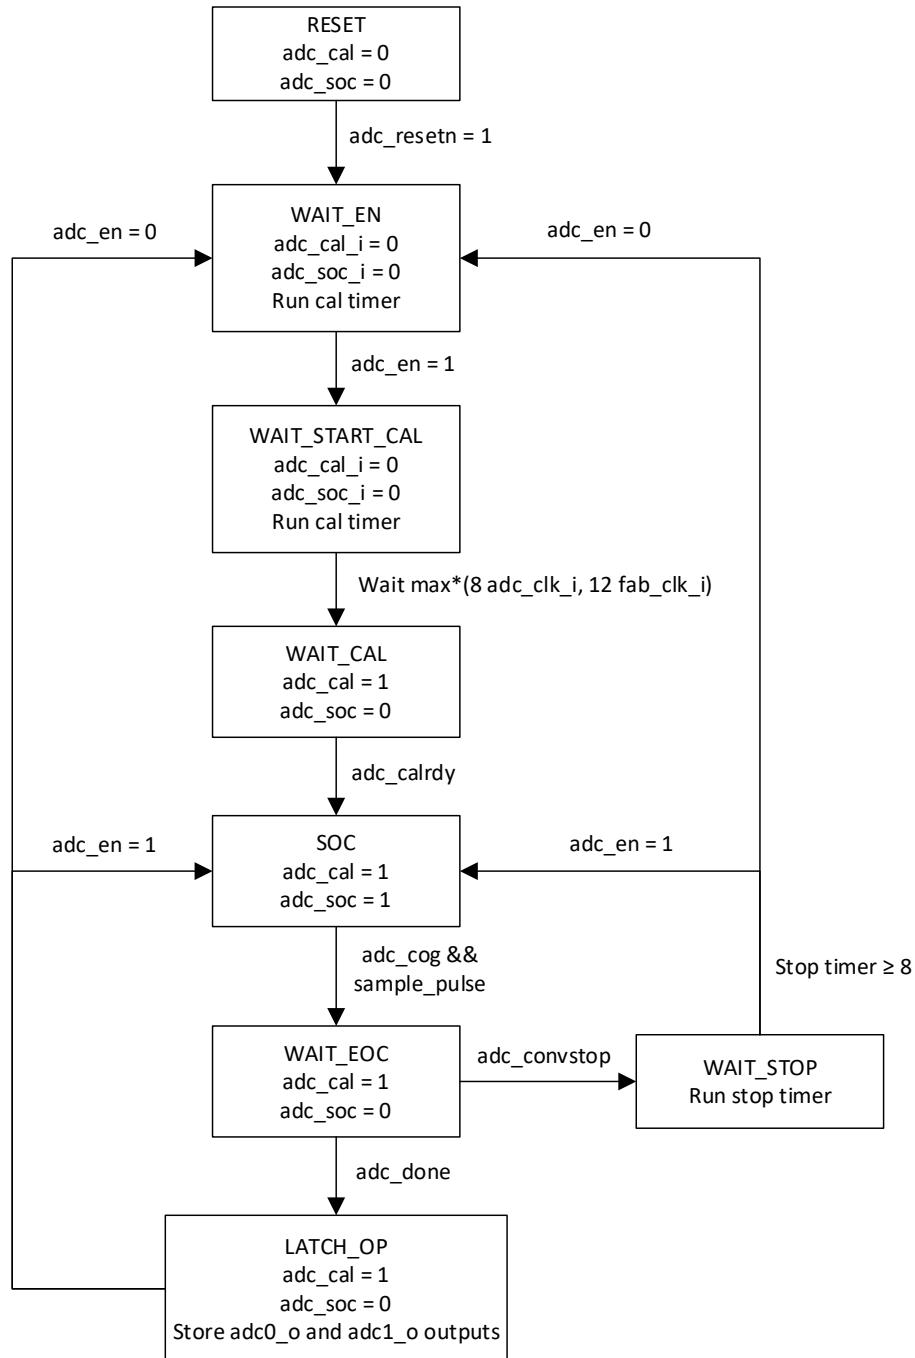 RESET
adc_cal = 0
adc_soc = 0
adc_resetn = 1
WAIT_EN
adc_cal_i = 0
adc_soc_i = 0
Run cal timer
adc_en = 0
adc_en = 0
adc_en = 1
WAIT_START_CAL
adc_cal_i = 0
adc_soc_i = 0
Run cal timer
Wait max*(8 adc_clk_i, 12 fab_clk_i)
WAIT_CAL
adc_cal = 1
adc_soc = 0
adc_calrdy
adc_en = 1
SOC
adc_cal = 1
adc_soc = 1
adc_en = 1
adc_cog &&
sample_pulse
Stop timer ≥ 8
WAIT_EOC
adc_cal = 1
adc_soc = 0
adc_convstop
WAIT_STOP
Run stop timer
adc_done
LATCH_OP
adc_cal = 1
adc_soc = 0
Store adc0_o and adc1_o outputs